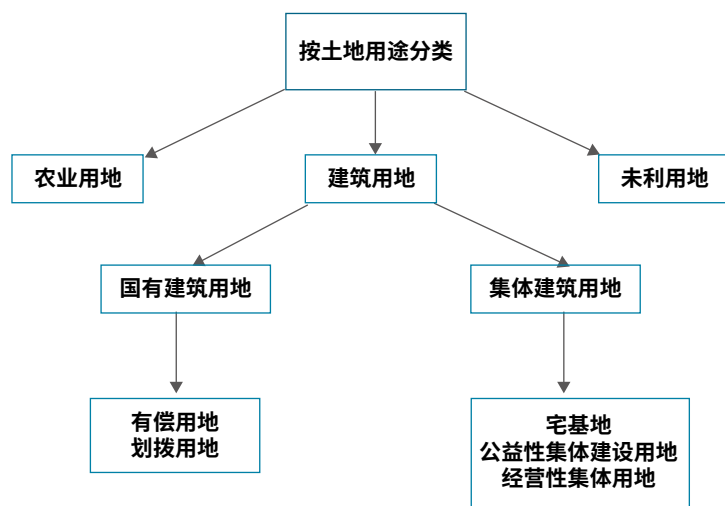 按土地用途分类
农业用地
建筑用地
未利用地
国有建筑用地
集体建筑用地
有偿用地
划拨用地
宅基地
公益性集体建设用地
经营性集体用地